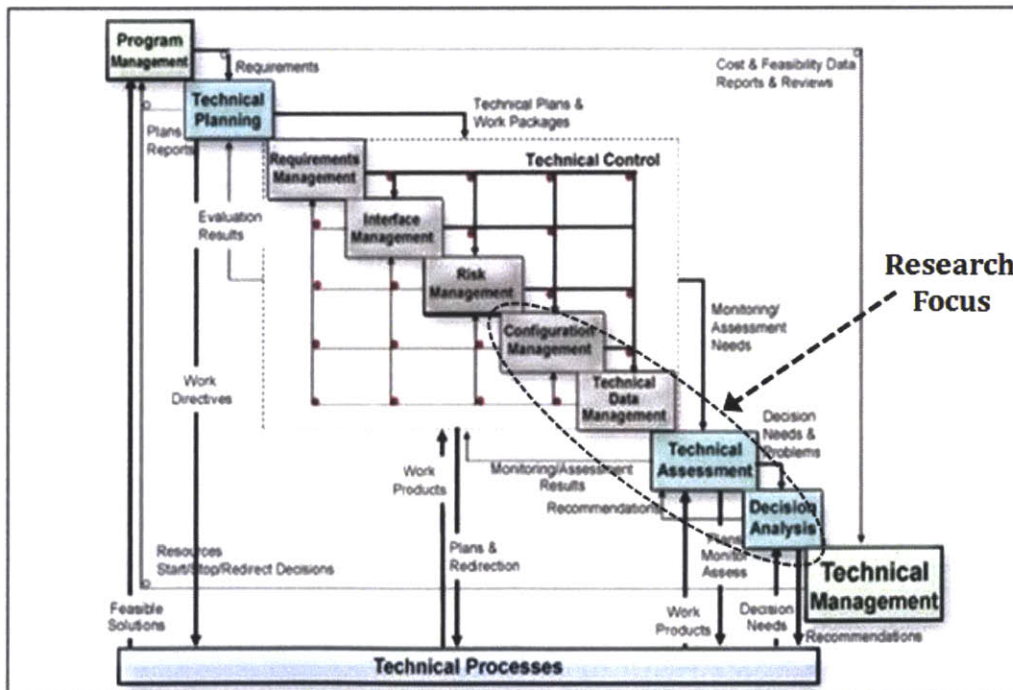 Program
Management
Requirements
Cost & Feasibility Data
Reports & Reviews
Technical
Planning
Technical Plans &
Work Packages
Plans
Reports
Technical Control
Requirements
Management
Evaluation
Results
Interface
Management
Risk
Management
Research
Focus
Monitoring/
Assessment
Needs
Configuration
Management
Work
Directives
Technical
Data
Management
Decision
Needs &
Problems
Technical
Assessment
Work
Products
Monitoring/Assessment
Results
Recommendations
Decision
Analysis
Plans
Monitor
Assess
Resources
Start/Stop/Redirect Decisions
Plans &
Redirection
Technical
Management
Feasible
Solutions
Work
Products
Decision
Needs
Recommendations
Technical Processes